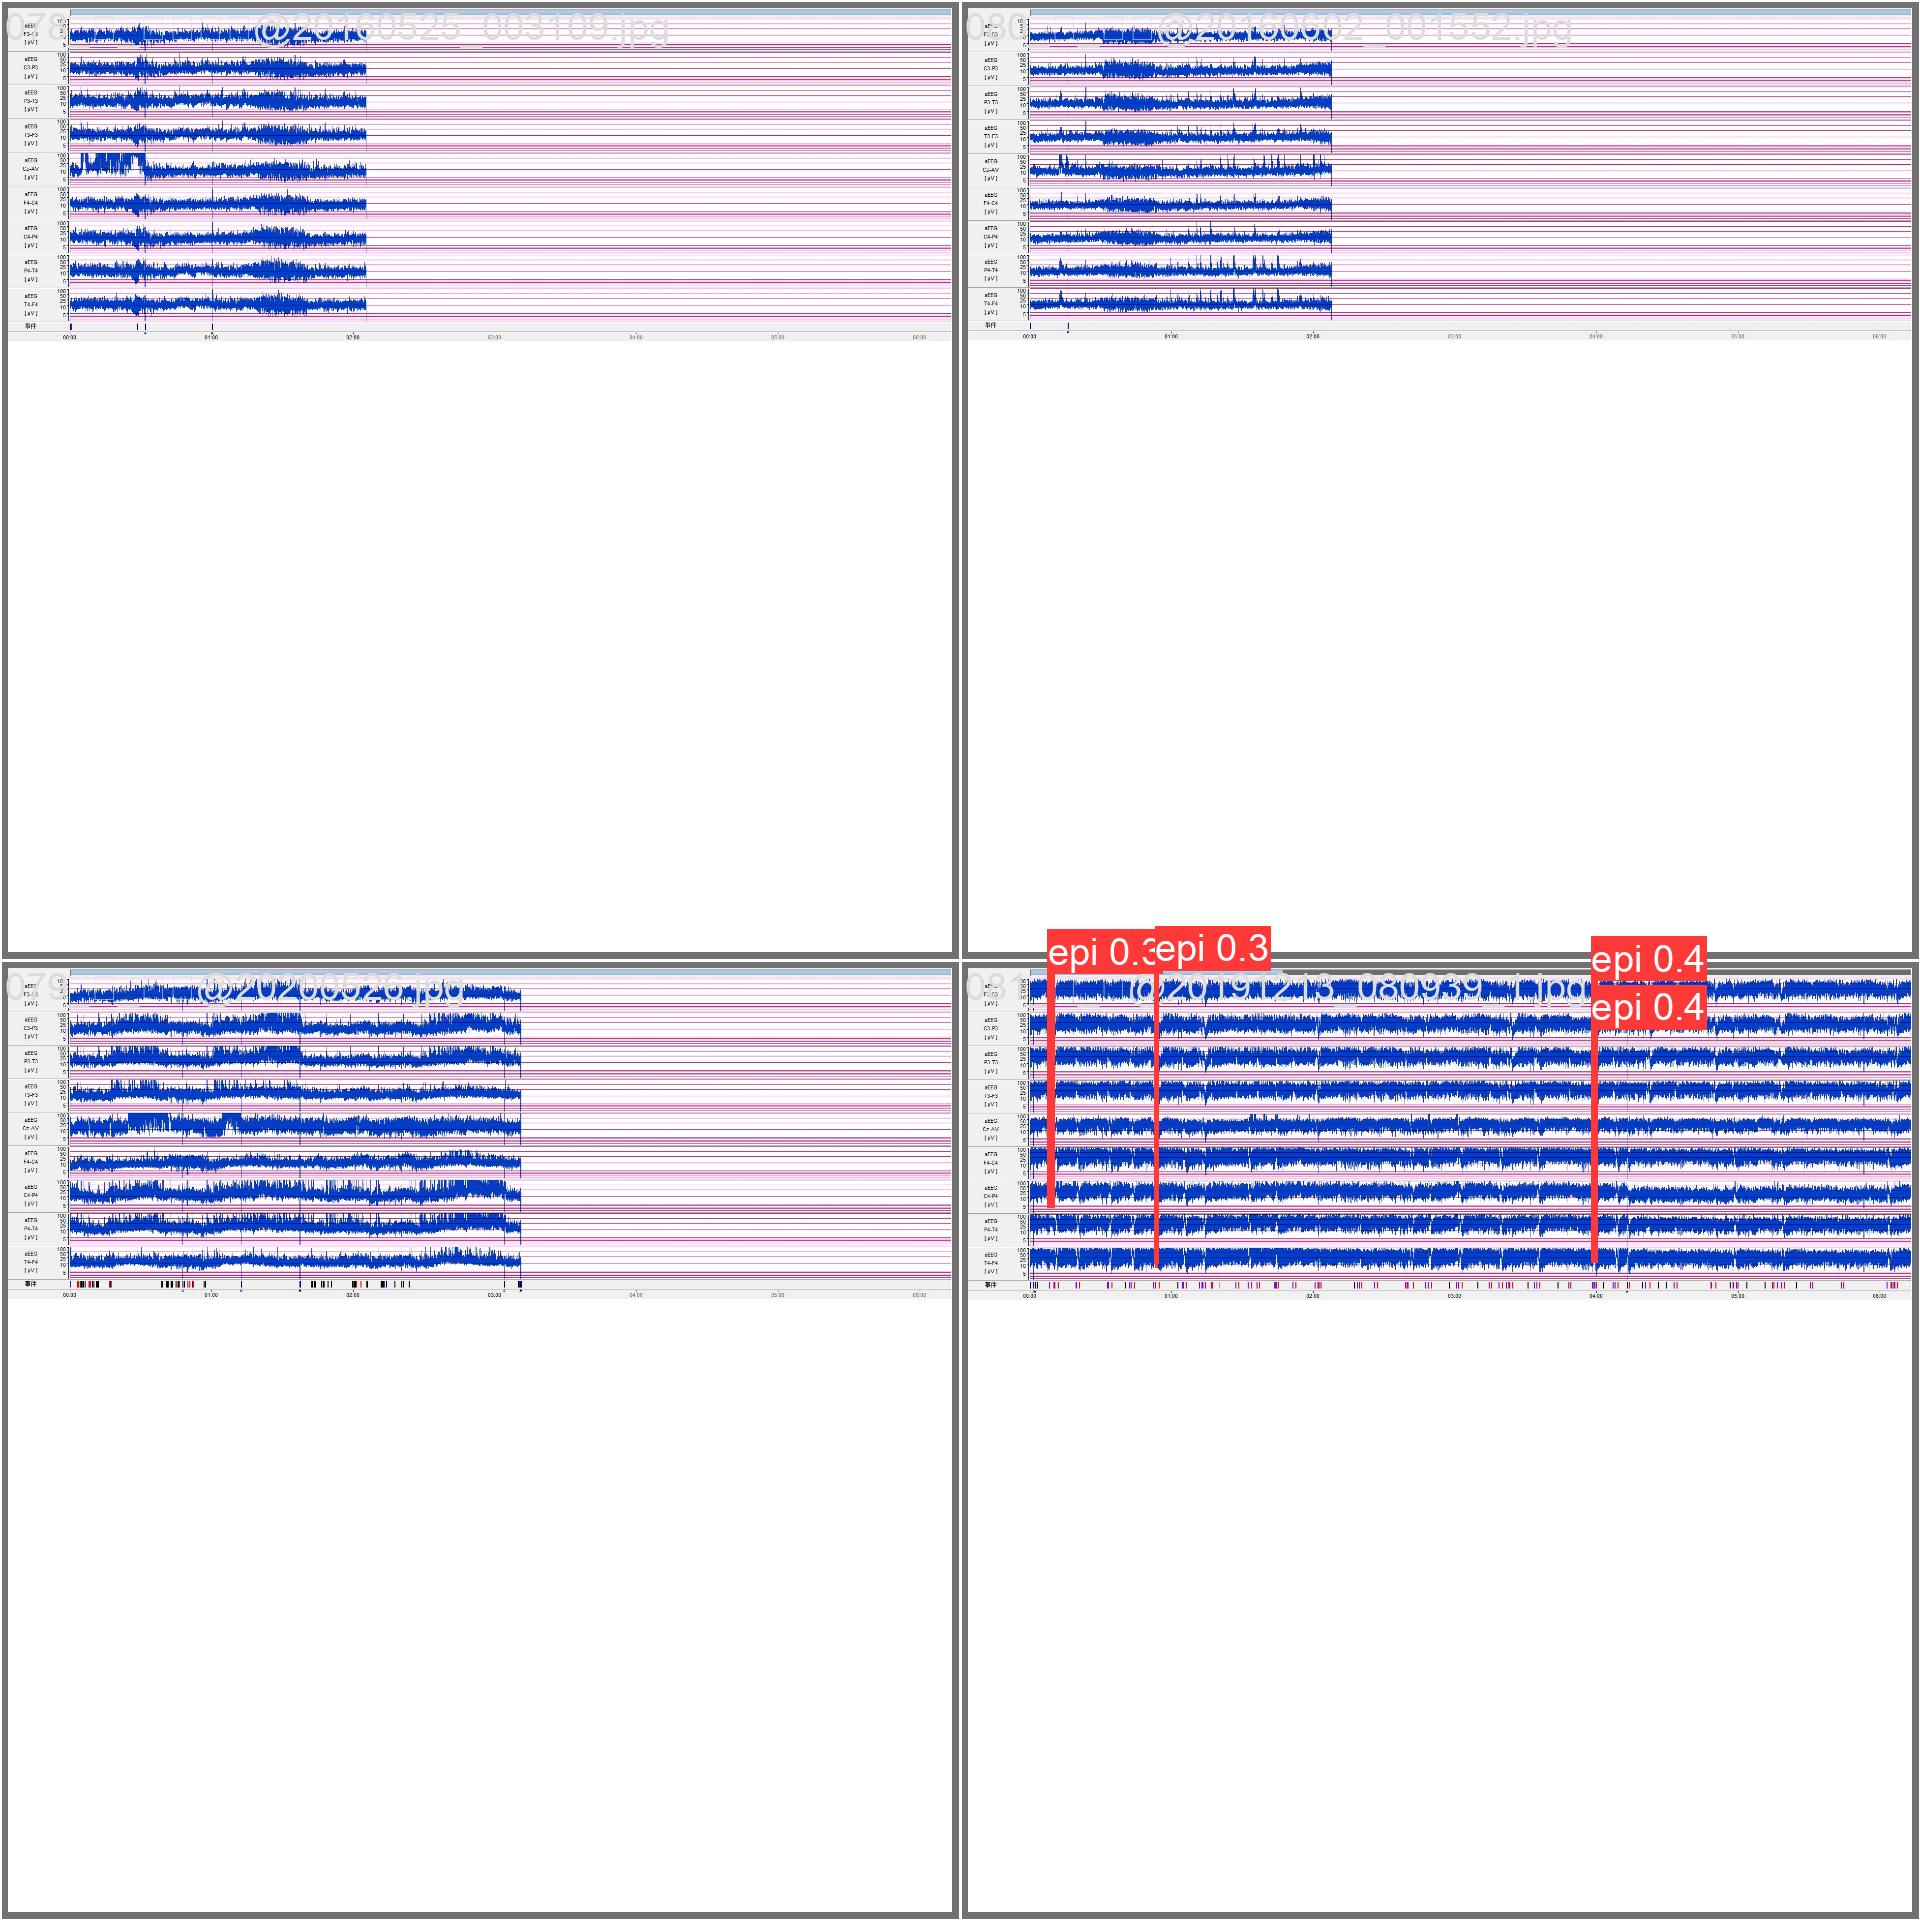 078 @20160525_003109.jpg
aEEG
F3-C3
[ µV ]
aEEG
C3-P3
[ µV ]
aEEG
P3-T3
[ µV ]
aEEG
T3-F3
[ µV ]
aEEG
Cz-AV
[ µV ]
aEEG
F4-C4
[ µV ]
aEEG
C4-P4
[ µV ]
aEEG
P4-T4
[ µV ]
aEEG
T4-F4
[ µV ]
事件
00:00 01:00 02:00 03:00 04:00 05:00 06:00
080 @20160602_001552.jpg
aEEG
F3-C3
[ µV ]
aEEG
C3-P3
[ µV ]
aEEG
P3-T3
[ µV ]
aEEG
T3-F3
[ µV ]
aEEG
Cz-AV
[ µV ]
aEEG
F4-C4
[ µV ]
aEEG
C4-P4
[ µV ]
aEEG
P4-T4
[ µV ]
aEEG
T4-F4
[ µV ]
事件
00:00 01:00 02:00 03:00 04:00 05:00 06:00
079 @20200526.jpg
aEEG
F3-C3
[ µV ]
aEEG
C3-P3
[ µV ]
aEEG
P3-T3
[ µV ]
aEEG
T3-F3
[ µV ]
aEEG
Cz-AV
[ µV ]
aEEG
F4-C4
[ µV ]
aEEG
C4-P4
[ µV ]
aEEG
P4-T4
[ µV ]
aEEG
T4-F4
[ µV ]
事件
00:00 01:00 02:00 03:00 04:00 05:00 06:00
epi 0.3 epi 0.3 epi 0.4
081 @20191213_080939_1.jpg
epi 0.4
aEEG
F3-C3
[ µV ]
aEEG
C3-P3
[ µV ]
aEEG
P3-T3
[ µV ]
aEEG
T3-F3
[ µV ]
aEEG
Cz-AV
[ µV ]
aEEG
F4-C4
[ µV ]
aEEG
C4-P4
[ µV ]
aEEG
P4-T4
[ µV ]
aEEG
T4-F4
[ µV ]
事件
00:00 01:00 02:00 03:00 04:00 05:00 06:00